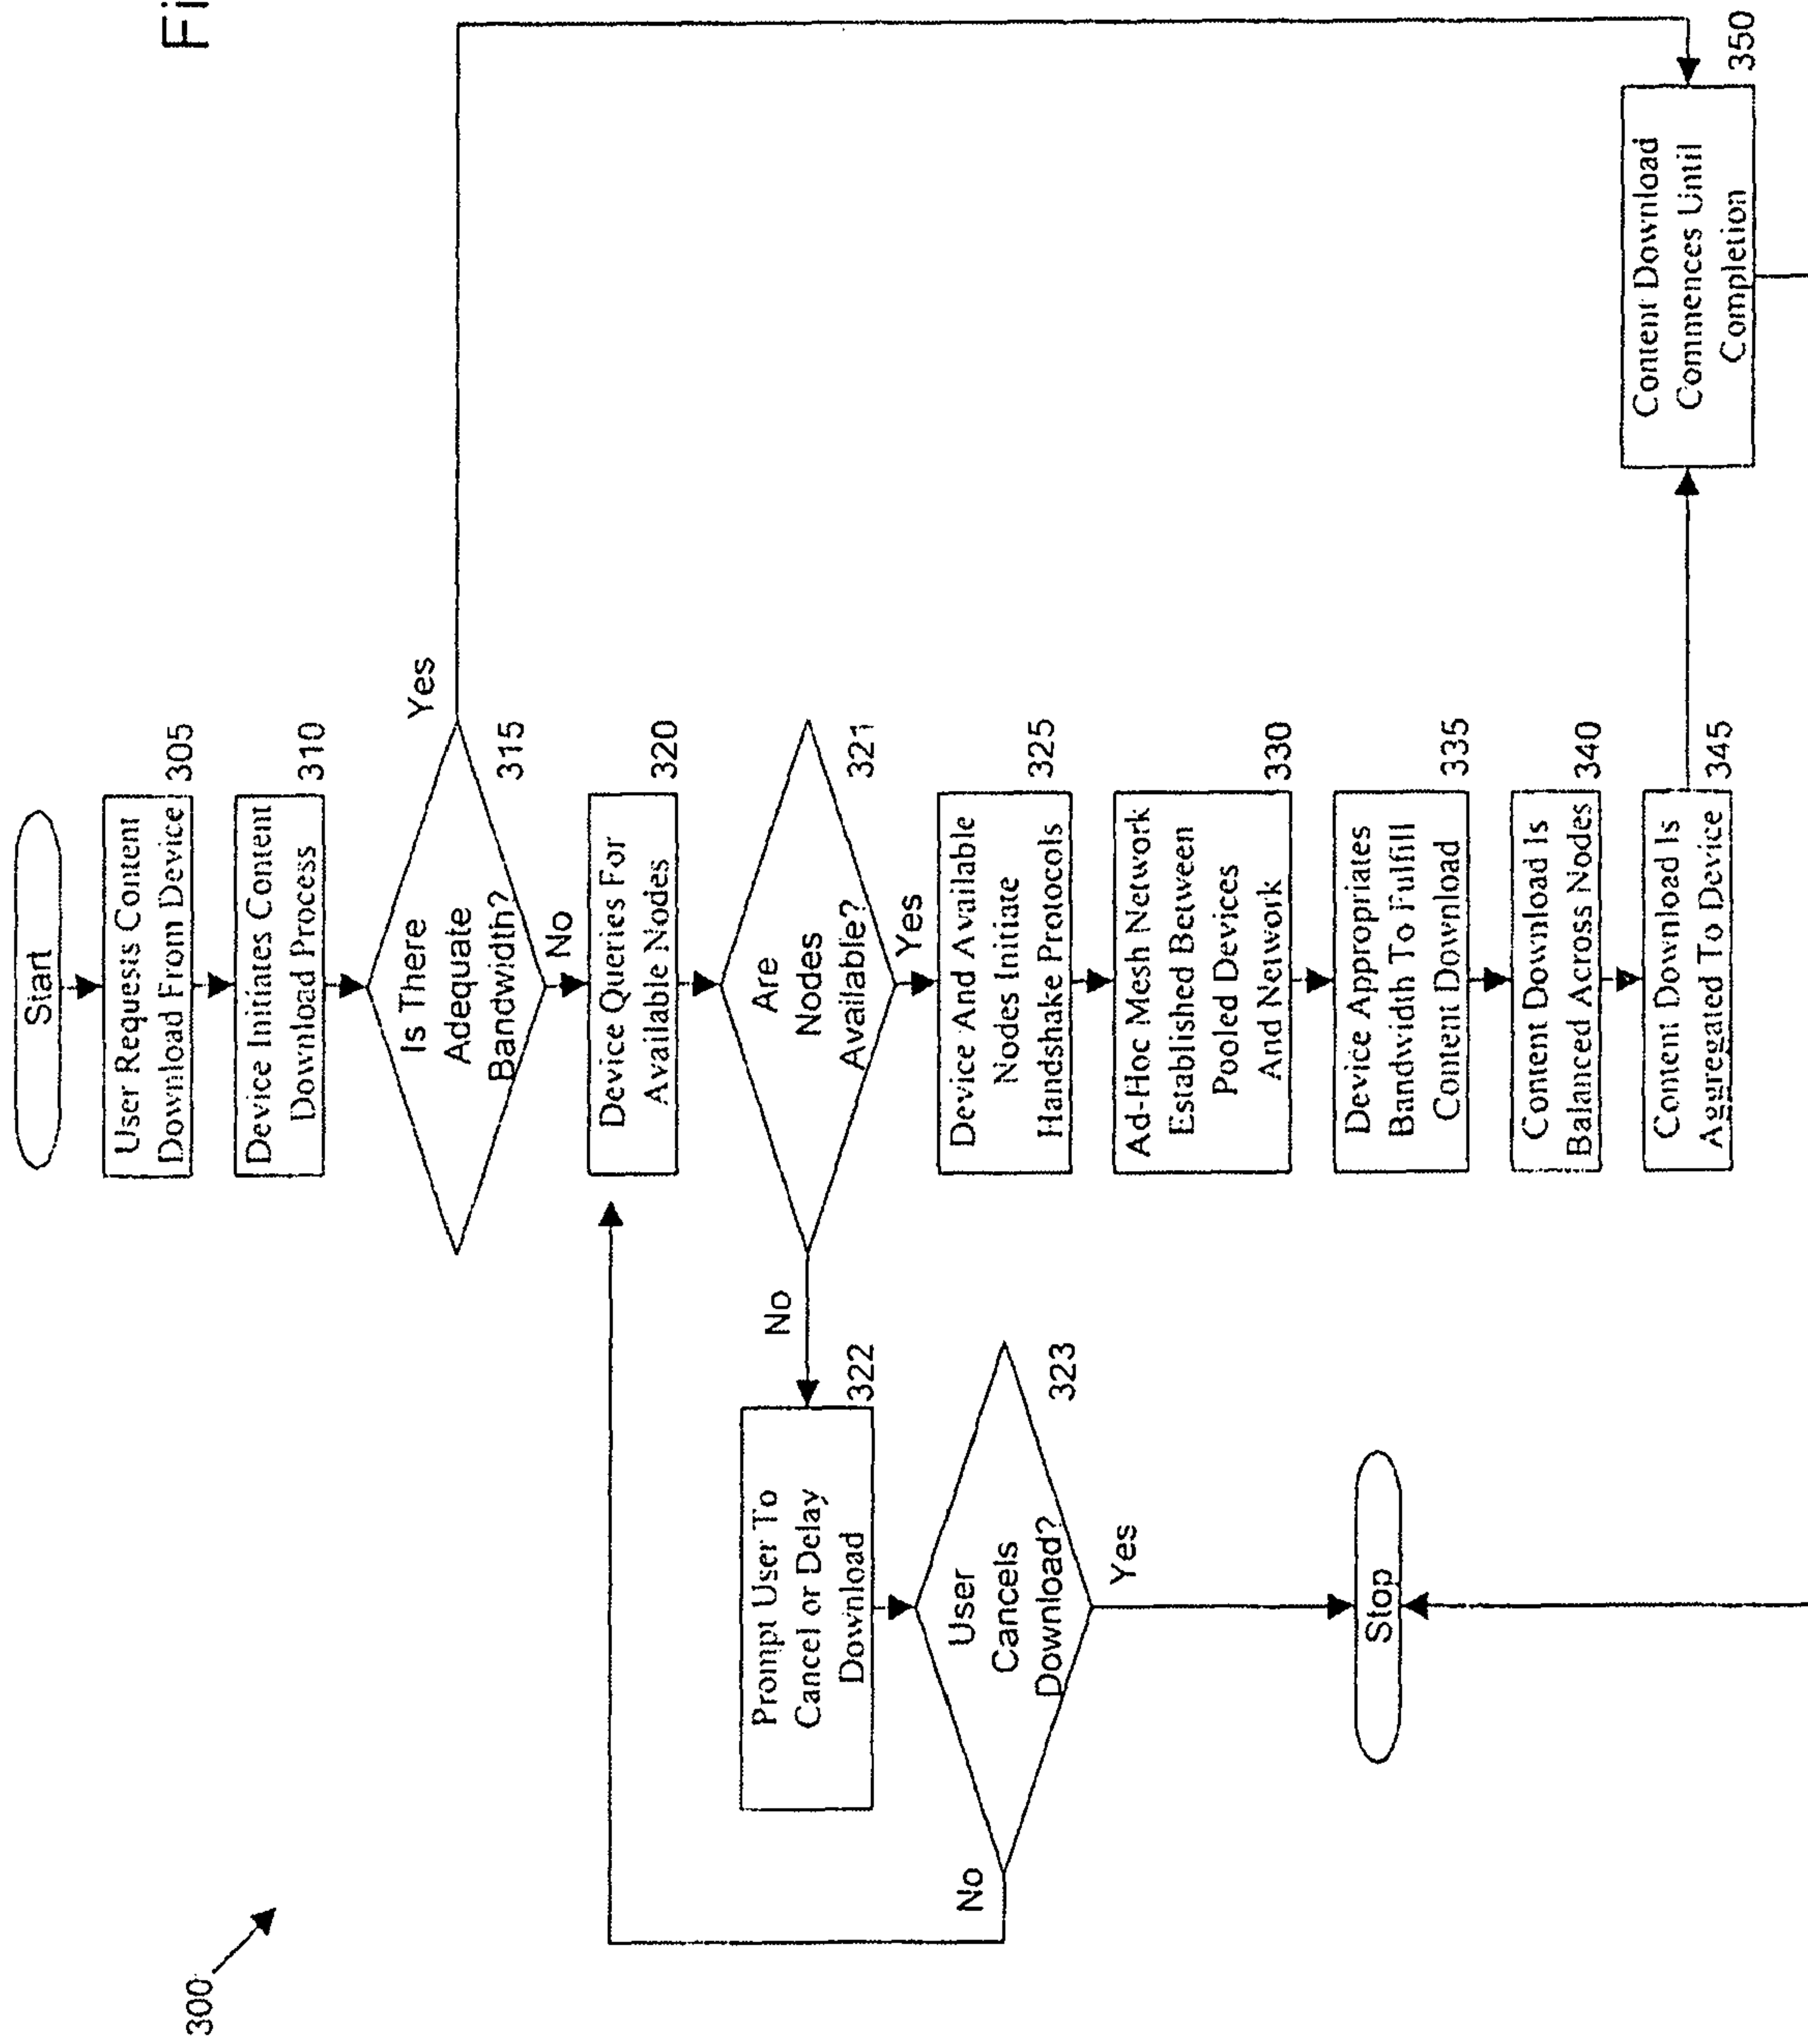 Fi
300
Start
User Requests Content
Download From Device
305
Device Initiates Content
Download Process
310
Is There
Adequate
Bandwidth?
315
Yes
No
Device Queries For
Available Nodes
320
Are
Nodes
Available?
321
No
Yes
Prompt User To
Cancel or Delay
Download
322
User
Cancels
Download?
323
No
Yes
Stop
Device And Available
Nodes Initiate
Handshake Protocols
325
Ad-Hoc Mesh Network
Established Between
Pooled Devices
And Network
330
Device Appropriates
Bandwidth To Fulfill
Content Download
335
Content Download Is
Balanced Across Nodes
340
Content Download Is
Aggregated To Device
345
Content Download
Commences Until
Completion
350